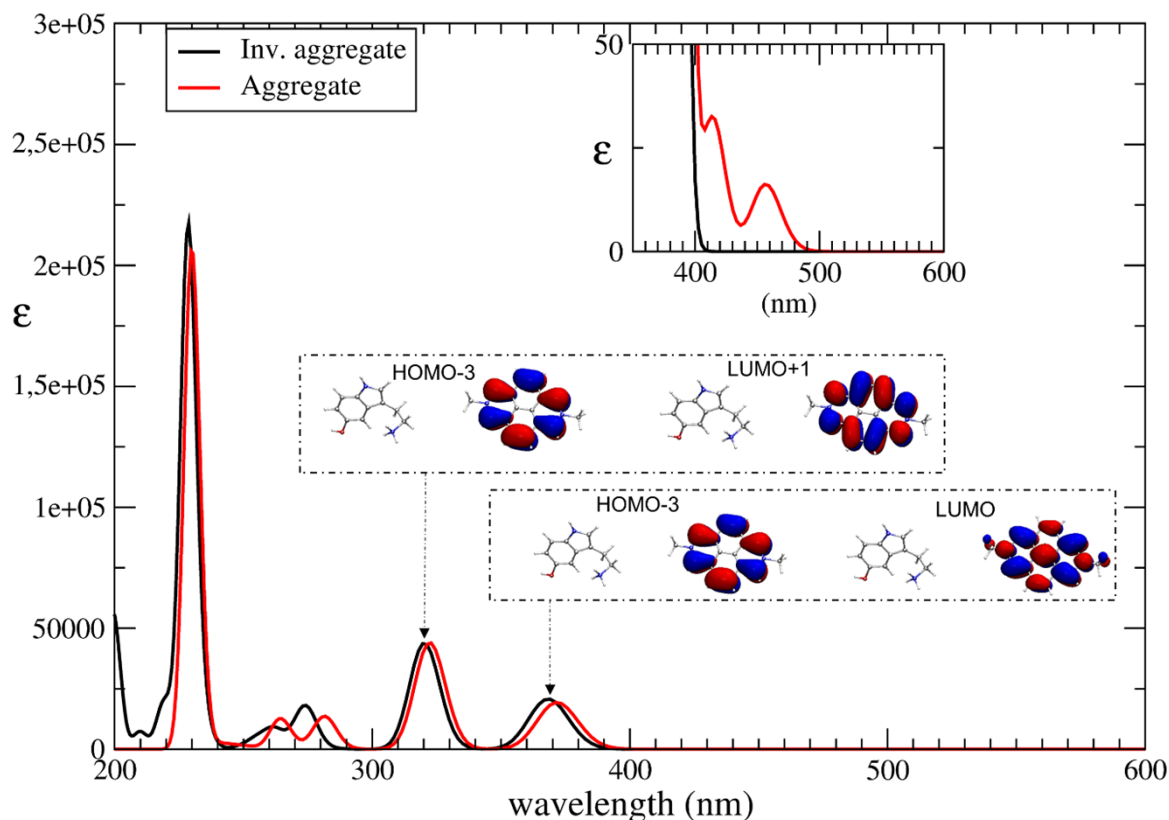 3e+05
Inv. aggregate
Aggregate
2,5e+05
2e+05
1,5e+05
1e+05
50000
0
ε
50
ε
0
400 500 600
(nm)
HOMO-3 LUMO+1
HOMO-3 LUMO
200 300 400 500 600
wavelength (nm)